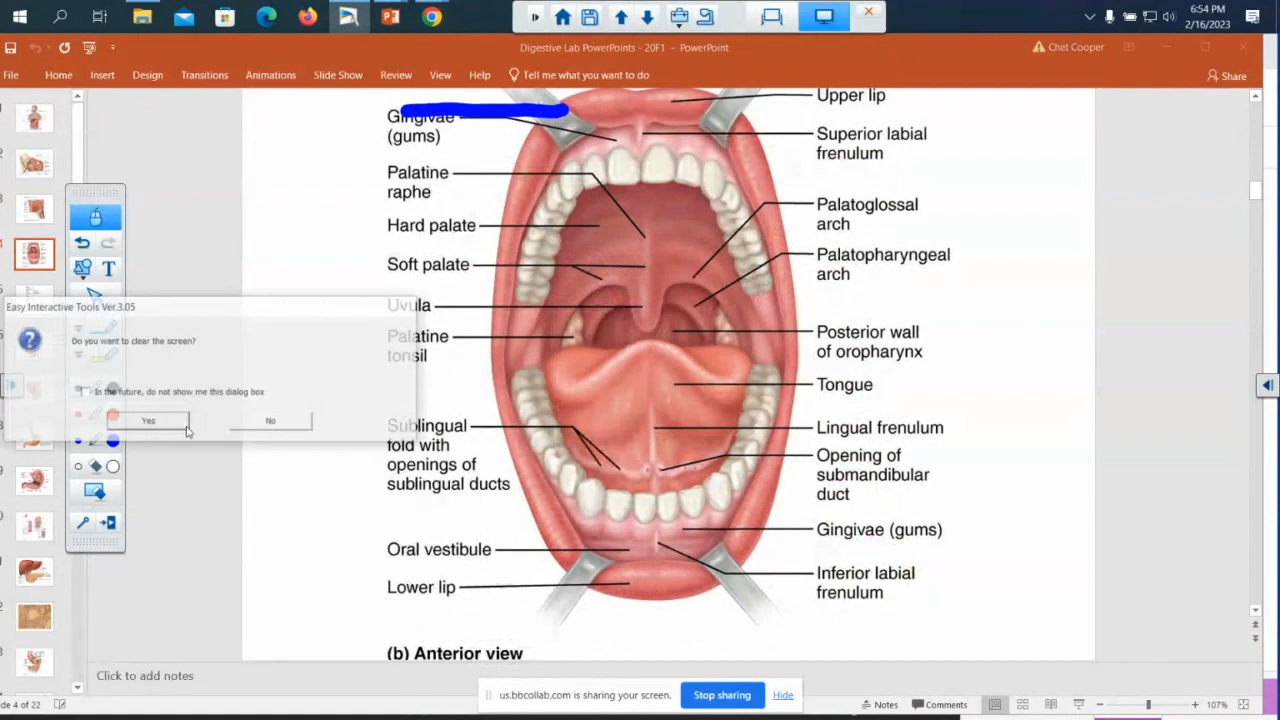 6:54 PM
2/16/2023
Digestive Lab PowerPoints - 20F1 - PowerPoint
Chet Cooper
File Home Insert Design Transitions Animations Slide Show Review View Help Tell me what you want to do
Share
Gingivae
(gums)
Palatine
raphe
Hard palate
Soft palate
Uvula
Palatine
tonsil
Sublingual
fold with
openings of
sublingual ducts
Oral vestibule
Lower lip
Upper lip
Superior labial
frenulum
Palatoglossal
arch
Palatopharyngeal
arch
Posterior wall
of oropharynx
Tongue
Lingual frenulum
Opening of
submandibular
duct
Gingivae (gums)
Inferior labial
frenulum
(b) Anterior view
T
Easy Interactive Tools Ver.3.05
Do you want to clear the screen?
In the future, do not show me this dialog box
Yes No
Click to add notes
us.bbcollab.com is sharing your screen. Stop sharing Hide
de 4 of 22
Notes
Comments
107%